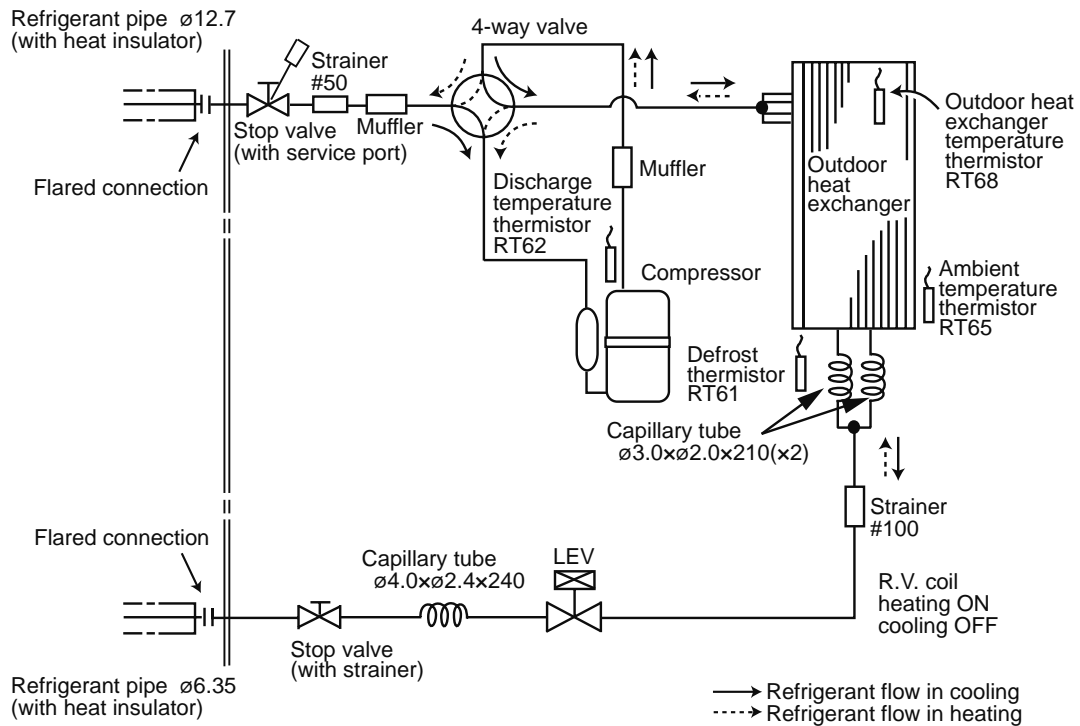 Refrigerant pipe ø12.7
(with heat insulator)
4-way valve
Strainer
#50
Muffler
Stop valve
(with service port)
Flared connection
Outdoor heat
exchanger
temperature
thermistor
RT68
Outdoor
heat
exchanger
Muffler
Discharge
temperature
thermistor
RT62
Compressor
Ambient
temperature
thermistor
RT65
Defrost
thermistor
RT61
Capillary tube
ø3.0×ø2.0×210(×2)
Strainer
#100
Flared connection
Capillary tube
ø4.0×ø2.4×240
LEV
R.V. coil
heating ON
cooling OFF
Stop valve
(with strainer)
Refrigerant pipe ø6.35
(with heat insulator)
Refrigerant flow in cooling
Refrigerant flow in heating